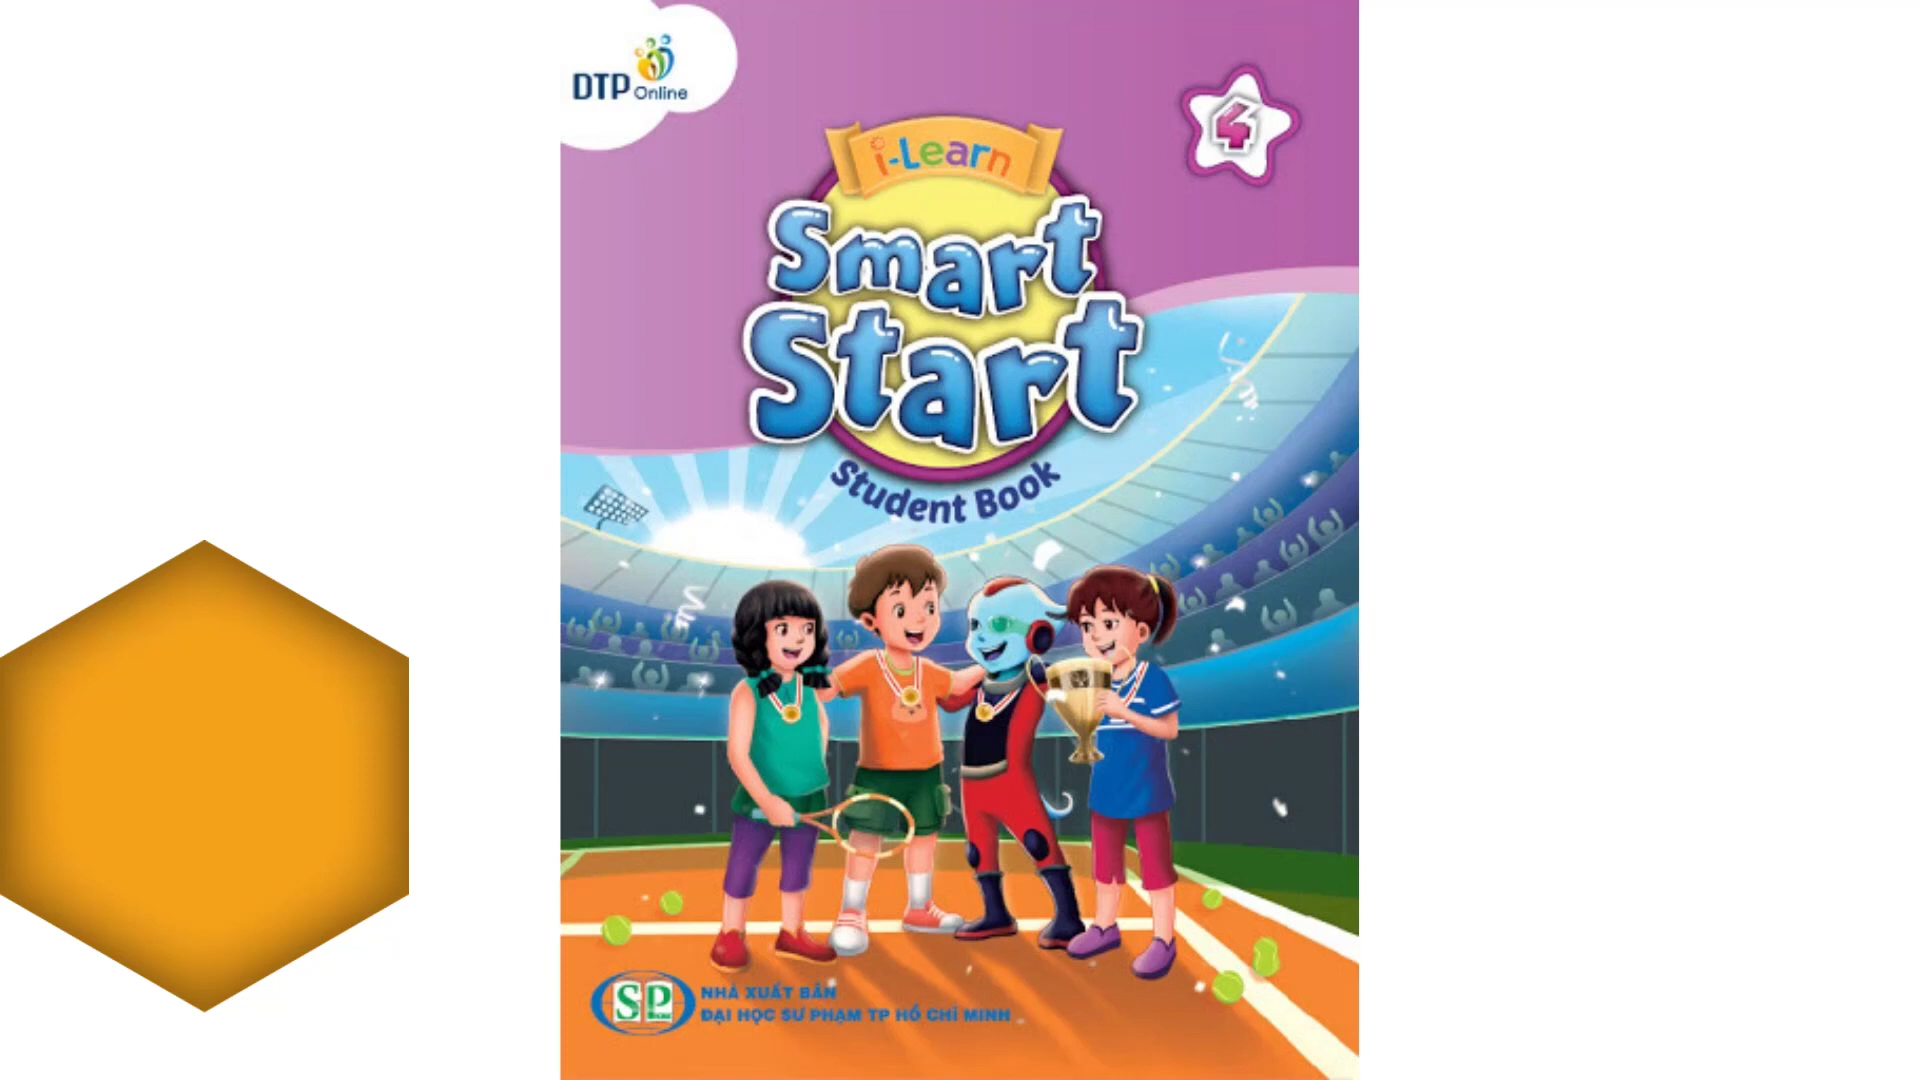 DTP Online
4
i-Learn
Smart
Start
Student Book
SP
NHÀ XUẤT BẢN
ĐẠI HỌC SƯ PHẠM TP HỒ CHÍ MINH